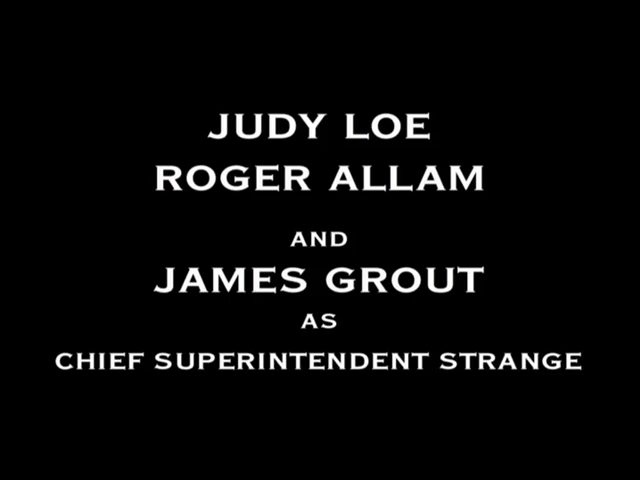 JUDY LOE
ROGER ALLAM
AND
JAMES GROUT
AS
CHIEF SUPERINTENDENT STRANGE